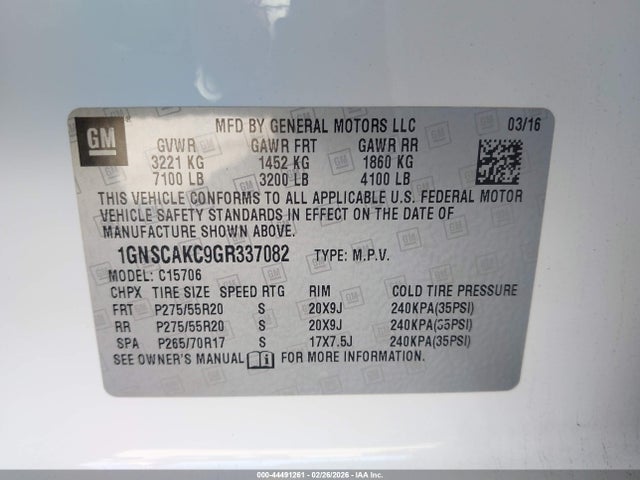 GM
MFD BY GENERAL MOTORS LLC 03/16
GVWR GAWR FRT GAWR RR
3221 KG 1452 KG 1860 KG
7100 LB 3200 LB 4100 LB
THIS VEHICLE CONFORMS TO ALL APPLICABLE U.S. FEDERAL MOTOR
VEHICLE SAFETY STANDARDS IN EFFECT ON THE DATE OF
MANUFACTURE SHOWN ABOVE.
1GNSCAKC9GR337082 TYPE: M.P.V.
MODEL: C15706
CHPX TIRE SIZE SPEED RTG RIM COLD TIRE PRESSURE
FRT P275/55R20 S 20X9J 240KPA(35PSI)
RR P275/55R20 S 20X9J 240KPA(35PSI)
SPA P265/70R17 S 17X7.5J 240KPA(35PSI)
SEE OWNER'S MANUAL FOR MORE INFORMATION.
000-44491261 - 02/26/2026 - IAAI.com